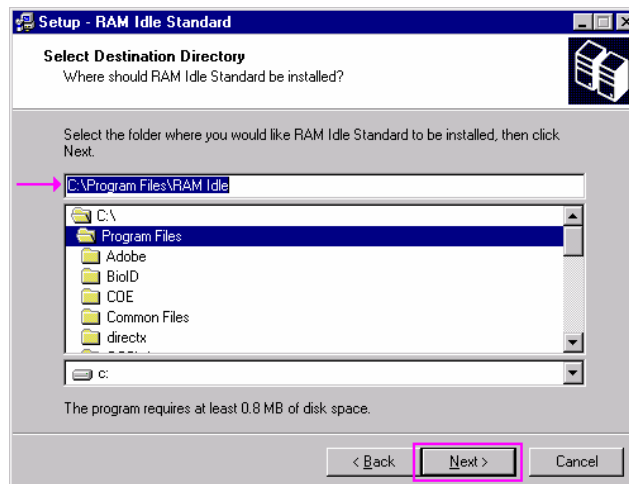 Setup - RAM Idle Standard
Select Destination Directory
Where should RAM Idle Standard be installed?
Select the folder where you would like RAM Idle Standard to be installed, then click
Next.
C:\Program Files\RAM Idle
C:\
Program Files
Adobe
BioID
COE
Common Files
directx
c:
The program requires at least 0.8 MB of disk space.
< Back
Next >
Cancel